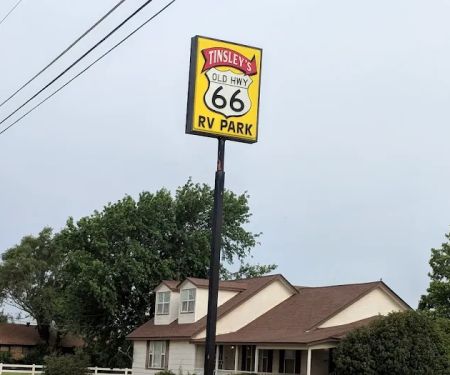 TINSLEY'S
OLD HWY
66
RV PARK